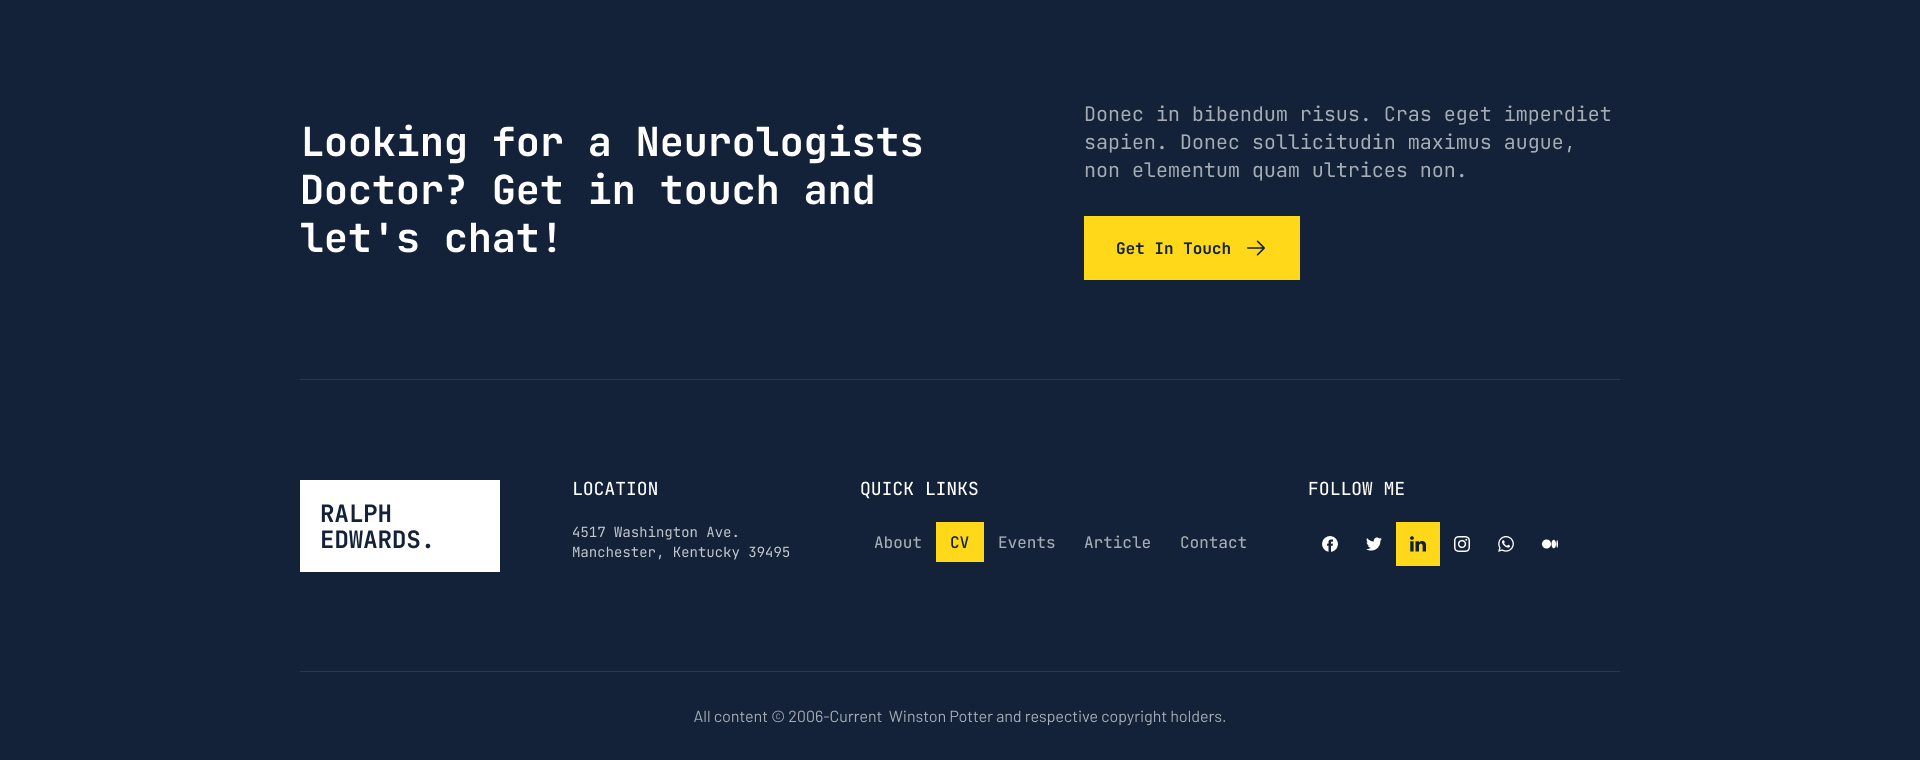 Looking for a Neurologists
Doctor? Get in touch and
let's chat!
Donec in bibendum risus. Cras eget imperdiet
sapien. Donec sollicitudin maximus augue,
non elementum quam ultrices non.
Get In Touch
RALPH
EDWARDS.
LOCATION
4517 Washington Ave.
Manchester, Kentucky 39495
QUICK LINKS
About CV Events Article Contact
FOLLOW ME
All content © 2006-Current Winston Potter and respective copyright holders.